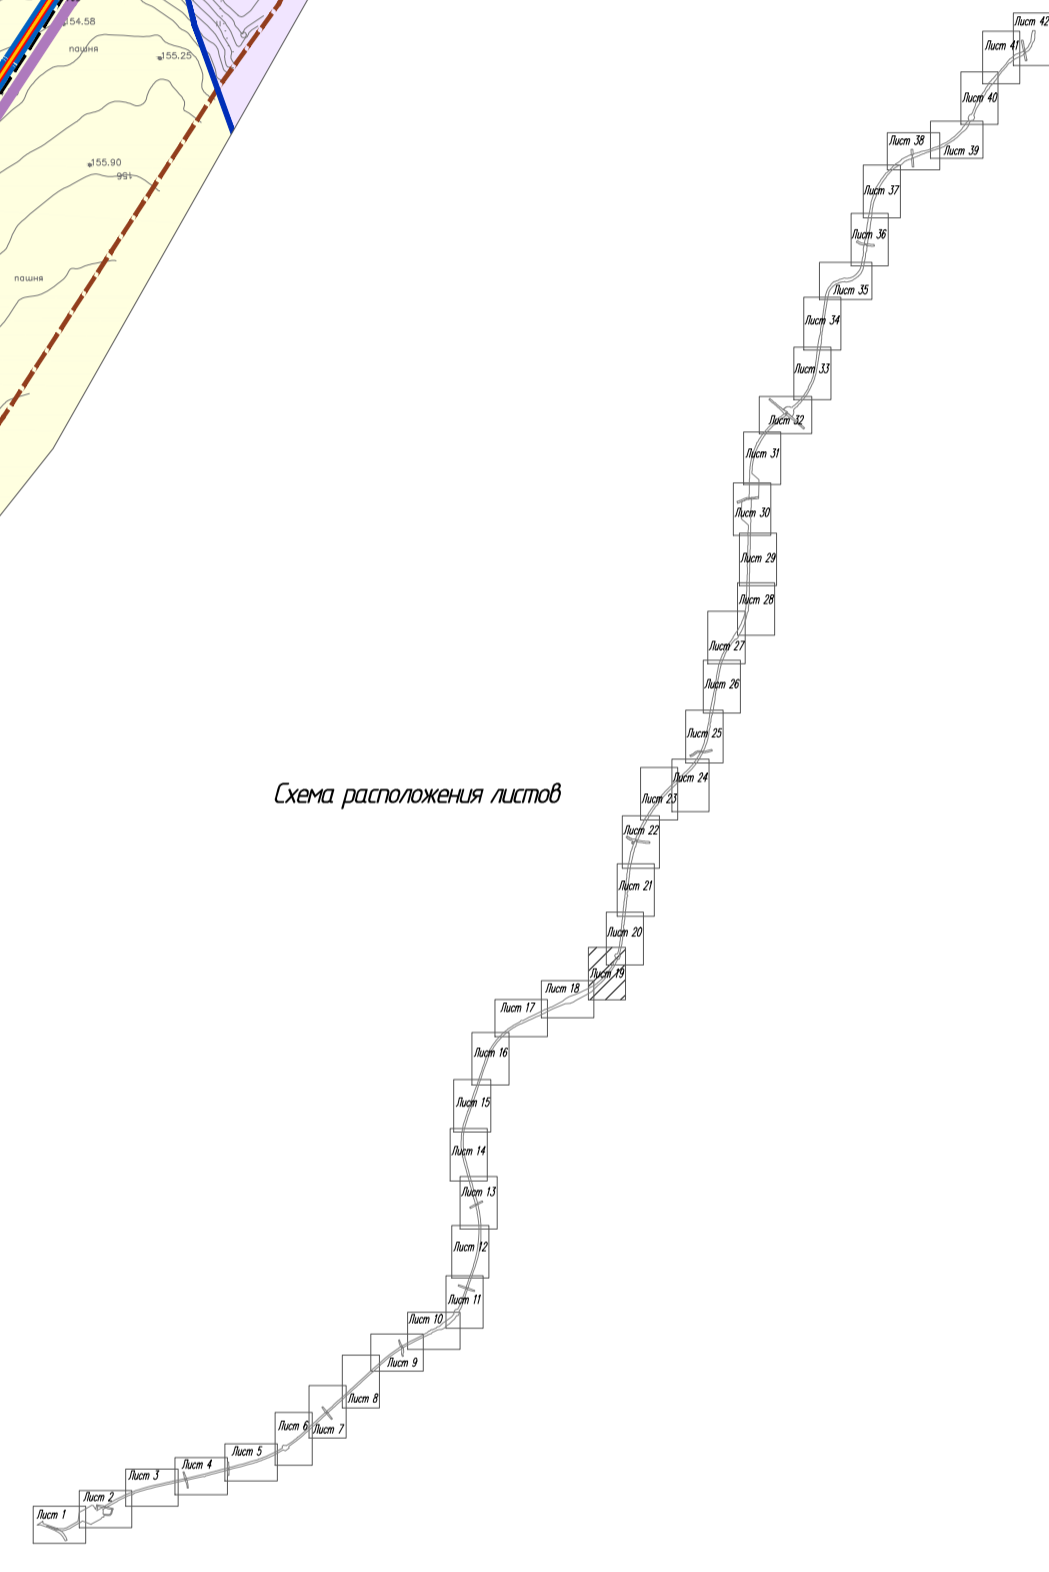 154.58
пашня
155.25
155.90
156
пашня
Схема расположения листов
Лист 42
Лист 41
Лист 40
Лист 39
Лист 38
Лист 37
Лист 36
Лист 35
Лист 34
Лист 33
Лист 32
Лист 31
Лист 30
Лист 29
Лист 28
Лист 27
Лист 26
Лист 25
Лист 24
Лист 23
Лист 22
Лист 21
Лист 20
Лист 19
Лист 18
Лист 17
Лист 16
Лист 15
Лист 14
Лист 13
Лист 12
Лист 11
Лист 10
Лист 9
Лист 8
Лист 7
Лист 6
Лист 5
Лист 4
Лист 3
Лист 2
Лист 1